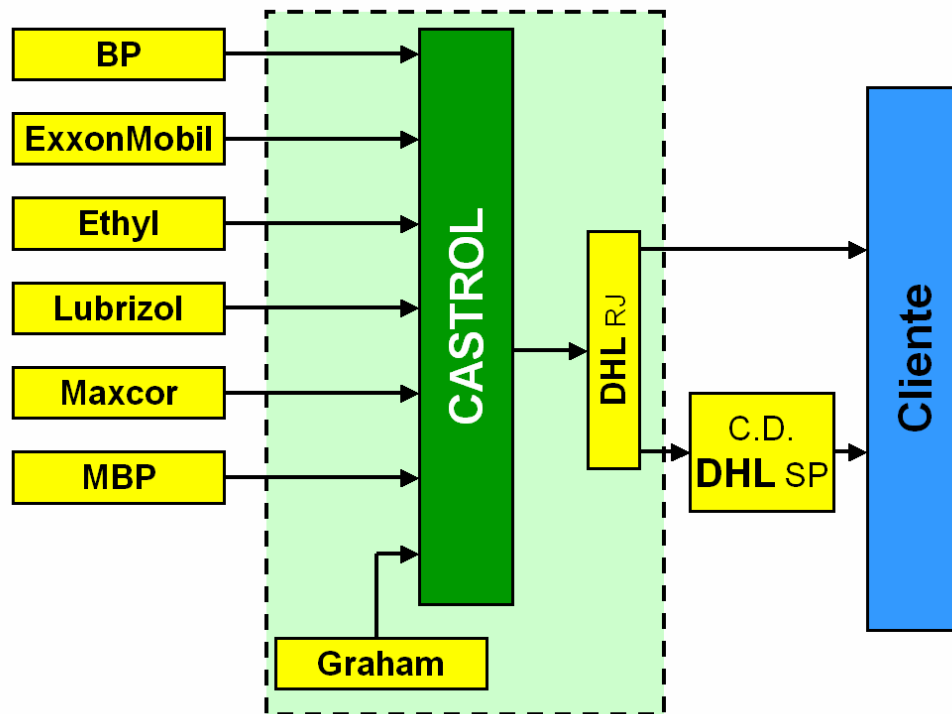 BP
ExxonMobil
Ethyl
Lubrizol
Maxcor
MBP
Graham
CASTROL
DHL RJ
C.D.
DHL SP
Cliente